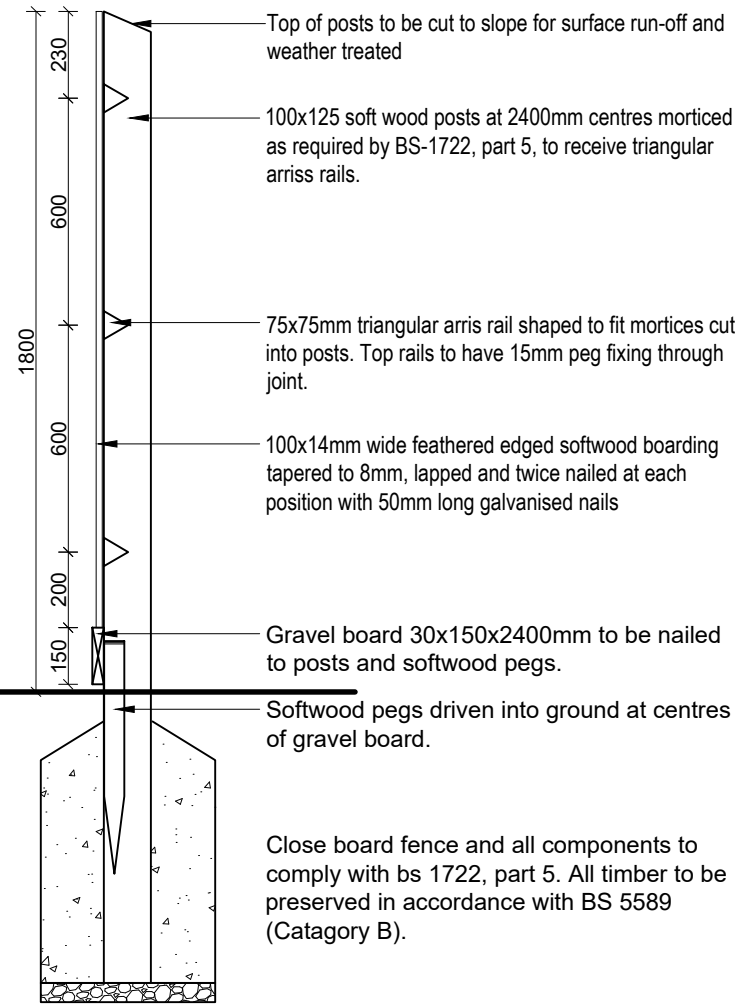 Top of posts to be cut to slope for surface run-off and
weather treated
230
100x125 soft wood posts at 2400mm centres morticed
as required by BS-1722, part 5, to receive triangular
arriss rails.
600
1800
75x75mm triangular arris rail shaped to fit mortices cut
into posts. Top rails to have 15mm peg fixing through
joint.
600
100x14mm wide feathered edged softwood boarding
tapered to 8mm, lapped and twice nailed at each
position with 50mm long galvanised nails
200
150
Gravel board 30x150x2400mm to be nailed
to posts and softwood pegs.
Softwood pegs driven into ground at centres
of gravel board.
Close board fence and all components to
comply with bs 1722, part 5. All timber to be
preserved in accordance with BS 5589
(Catagory B).